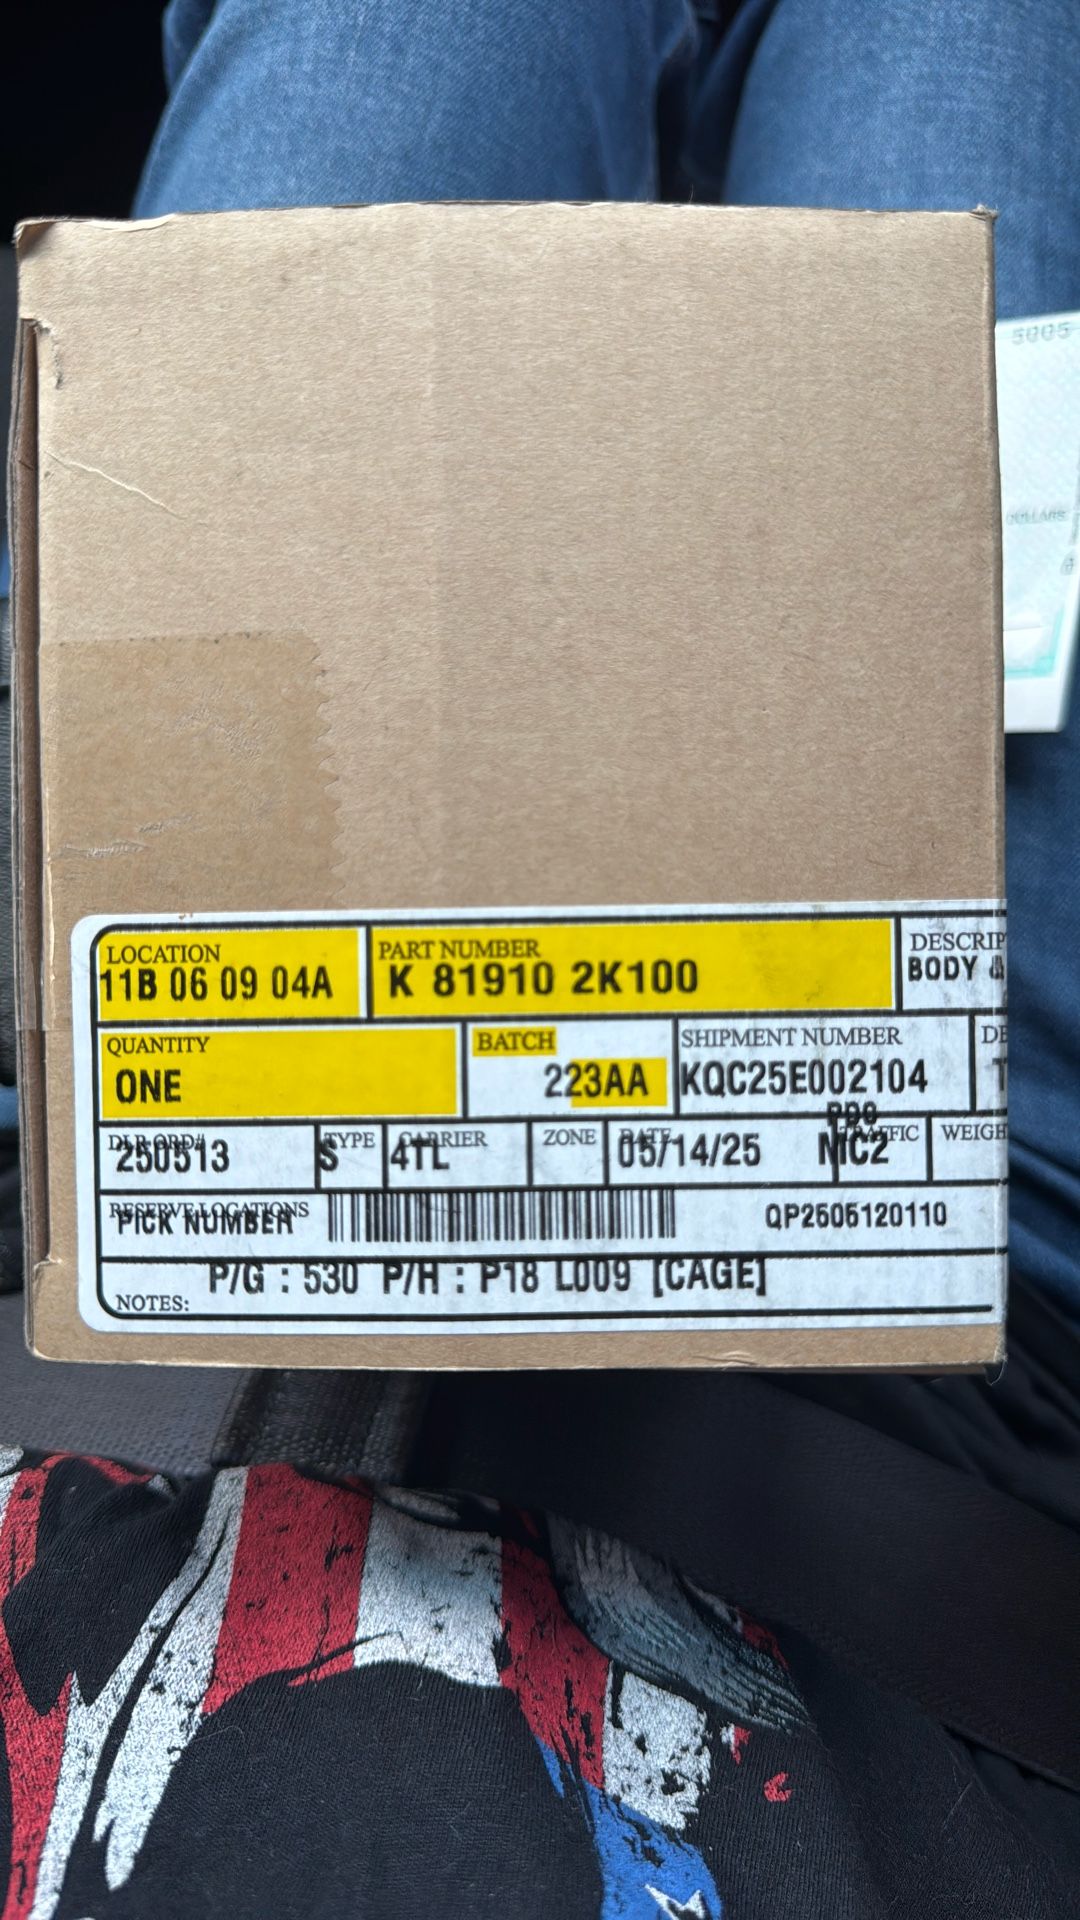 5005
DOLLARS
LOCATION
11B 06 09 04A
PART NUMBER
K 81910 2K100
DESCRIP
BODY &
QUANTITY
ONE
BATCH
223AA
SHIPMENT NUMBER
KQC25E002104
DE
T
DLR ORD#
250513
TYPE
S
CARRIER
4TL
ZONE
DATE
05/14/25
PDC
MC2
TRAFFIC
WEIGH
RESERVE LOCATIONS
PICK NUMBER
QP2505120110
P/G : 530 P/H : P18 L009 [CAGE]
NOTES: